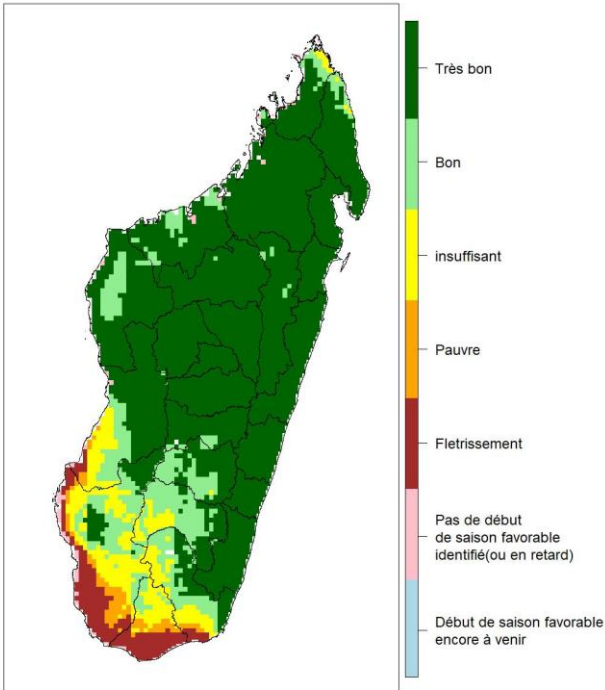 Très bon
Bon
insuffisant
Pauvre
Fletrissement
Pas de début
de saison favorable
identifié(ou en retard)
Début de saison favorable
encore à venir